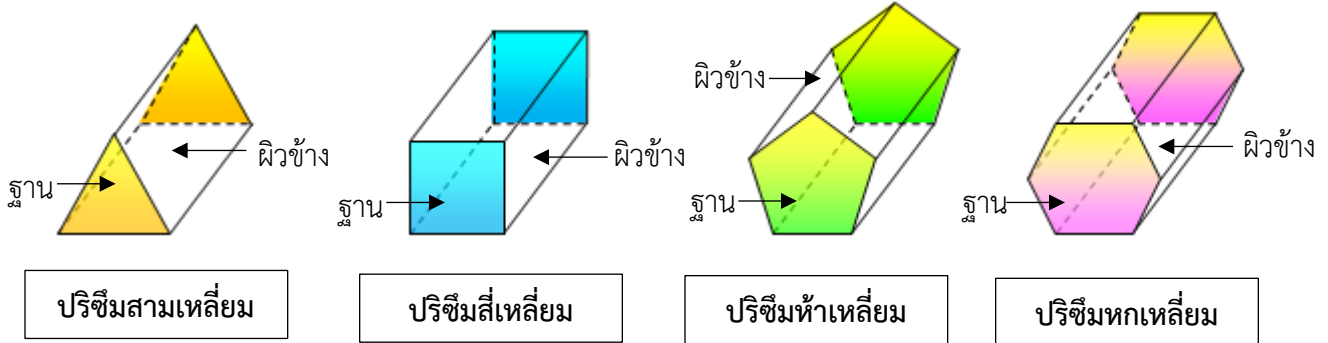 ฐาน
ผิวข้าง
ปริซึมสามเหลี่ยม
ฐาน
ผิวข้าง
ปริซึมสี่เหลี่ยม
ผิวข้าง
ฐาน
ปริซึมห้าเหลี่ยม
ผิวข้าง
ฐาน
ปริซึมหกเหลี่ยม